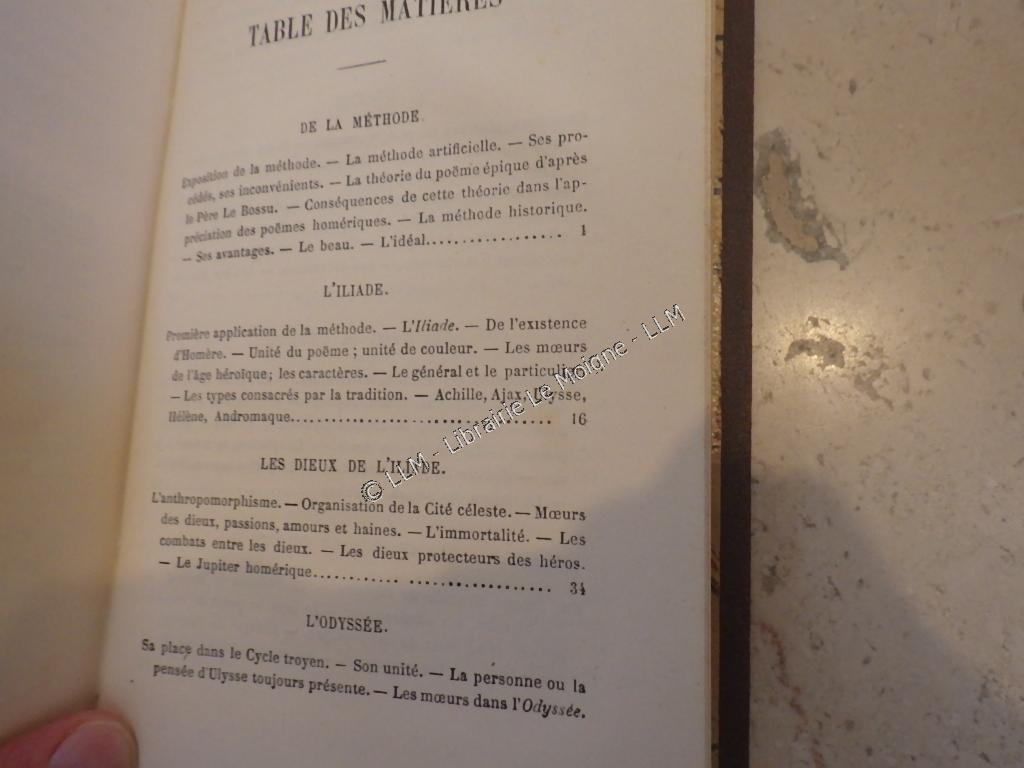 TABLE DES MATIÈRES
DE LA MÉTHODE.
Exposition de la méthode. — La méthode artificielle. — Ses pro-
cédés, ses inconvénients. — La théorie du poëme épique d'après
le Père Le Bossu. — Conséquences de cette théorie dans l'ap-
préciation des poëmes homériques. — La méthode historique.
— Ses avantages. — Le beau. — L'idéal.................. 1
L'ILIADE.
Première application de la méthode. — L'Iliade. — De l'existence
d'Homère. — Unité du poëme ; unité de couleur. — Les mœurs
de l'âge héroïque; les caractères. — Le général et le particulier.
— Les types consacrés par la tradition. — Achille, Ajax, Ulysse,
Hélène, Andromaque.................................... 16
LES DIEUX DE L'ILIADE.
L'anthropomorphisme. — Organisation de la Cité céleste. — Mœurs
des dieux, passions, amours et haines. — L'immortalité. — Les
combats entre les dieux. — Les dieux protecteurs des héros.
— Le Jupiter homérique............ .................. 34
L'ODYSSÉE.
Sa place dans le Cycle troyen. — Son unité. — La personne ou la
pensée d'Ulysse toujours présente. — Les mœurs dans l'Odyssée.
© LLM - Librairie Le Moigne - LLM